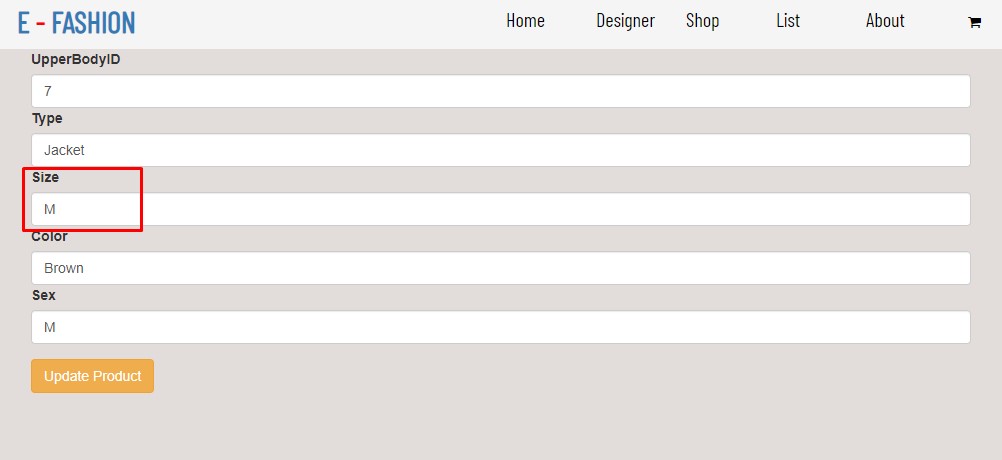 E - FASHION
Home Designer Shop List About
UpperBodyID
7
Type
Jacket
Size
M
Color
Brown
Sex
M
Update Product